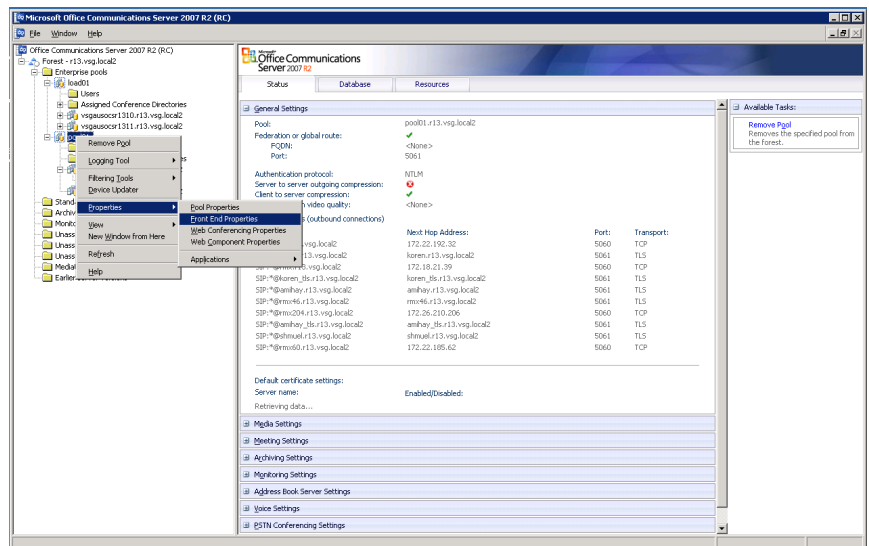 Microsoft Office Communications Server 2007 R2 (RC)
File Window Help
Office Communications Server 2007 R2 (RC)
Forest - r13.vsg.local2
Enterprise pools
load01
Users
Assigned Conference Directories
vsgausocsr1310.r13.vsg.local2
vsgausocsr1311.r13.vsg.local2
Remove Pool
Logging Tool
Filtering Tools
Device Updater
Properties
View
New Window from Here
Refresh
Help
Pool Properties
Front End Properties
Web Conferencing Properties
Web Component Properties
Applications
Microsoft
Office Communications
Server 2007 R2
Status Database Resources
General Settings
Pool: pool01.r13.vsg.local2
Federation or global route:
FQDN: <None>
Port: 5061
Authentication protocol: NTLM
Server to server outgoing compression:
Client to server compression:
video quality: <None>
(outbound connections)
Next Hop Address: Port: Transport:
.vsg.local2 172.22.192.32 5060 TCP
r13.vsg.local2 koren.r13.vsg.local2 5061 TLS
172.18.21.39 5060 TCP
SIP:*@koren_tls.r13.vsg.local2 koren_tls.r13.vsg.local2 5061 TLS
SIP:*@amihay.r13.vsg.local2 amihay.r13.vsg.local2 5061 TLS
SIP:*@rmx46.r13.vsg.local2 rmx46.r13.vsg.local2 5061 TLS
SIP:*@rmx204.r13.vsg.local2 172.26.210.206 5060 TCP
SIP:*@amihay_tls.r13.vsg.local2 amihay_tls.r13.vsg.local2 5061 TLS
SIP:*@shmuel.r13.vsg.local2 shmuel.r13.vsg.local2 5061 TLS
SIP:*@rmx60.r13.vsg.local2 172.22.185.62 5060 TCP
Default certificate settings:
Server name: Enabled/Disabled:
Retrieving data...
Media Settings
Meeting Settings
Archiving Settings
Monitoring Settings
Address Book Server Settings
Voice Settings
PSTN Conferencing Settings
Available Tasks:
Remove Pool
Removes the specified pool from
the forest.